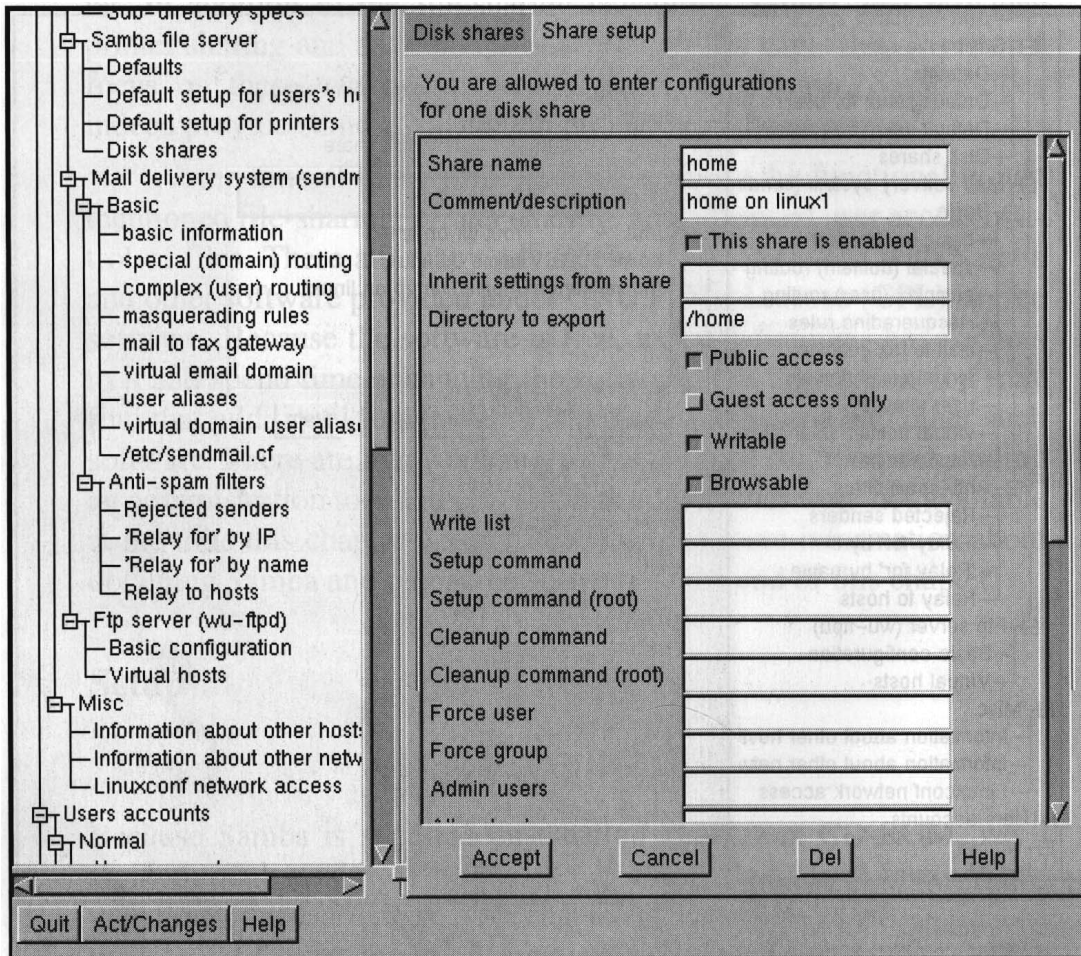 Sub-directory specs
Samba file server
Defaults
Default setup for users's h
Default setup for printers
Disk shares
Mail delivery system (sendm
Basic
basic information
special (domain) routing
complex (user) routing
masquerading rules
mail to fax gateway
virtual email domain
user aliases
virtual domain user alias
/etc/sendmail.cf
Anti-spam filters
Rejected senders
'Relay for' by IP
'Relay for' by name
Relay to hosts
Ftp server (wu-ftpd)
Basic configuration
Virtual hosts
Misc
Information about other host
Information about other netw
Linuxconf network access
Users accounts
Normal
Quit Act/Changes Help
Disk shares Share setup
You are allowed to enter configurations
for one disk share
Share name home
Comment/description home on linux1
This share is enabled
Inherit settings from share
Directory to export /home
Public access
Guest access only
Writable
Browsable
Write list
Setup command
Setup command (root)
Cleanup command
Cleanup command (root)
Force user
Force group
Admin users
Accept Cancel Del Help